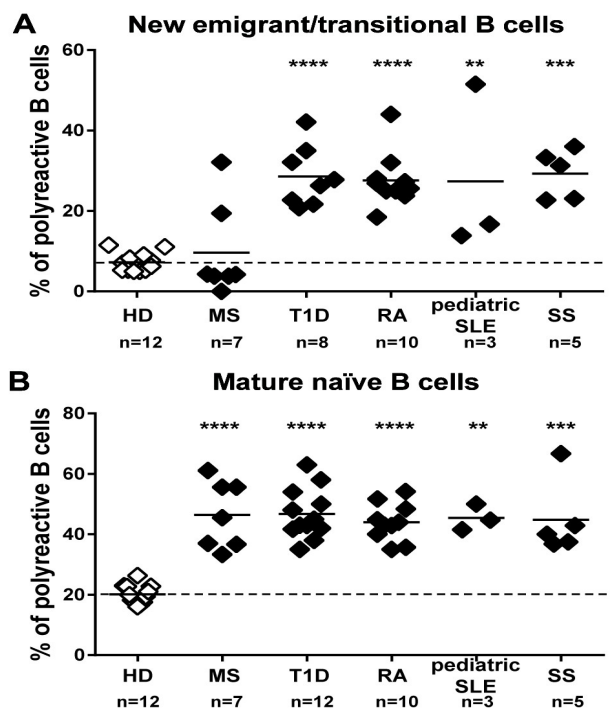 A New emigrant/transitional B cells
% of polyreactive B cells
60
40
20
0
**** **** ** ***
HD MS T1D RA pediatric SLE SS
n=12 n=7 n=8 n=10 n=3 n=5
B Mature naïve B cells
% of polyreactive B cells
80
60
40
20
0
**** **** **** ** ***
HD MS T1D RA pediatric SLE SS
n=12 n=7 n=12 n=10 n=3 n=5